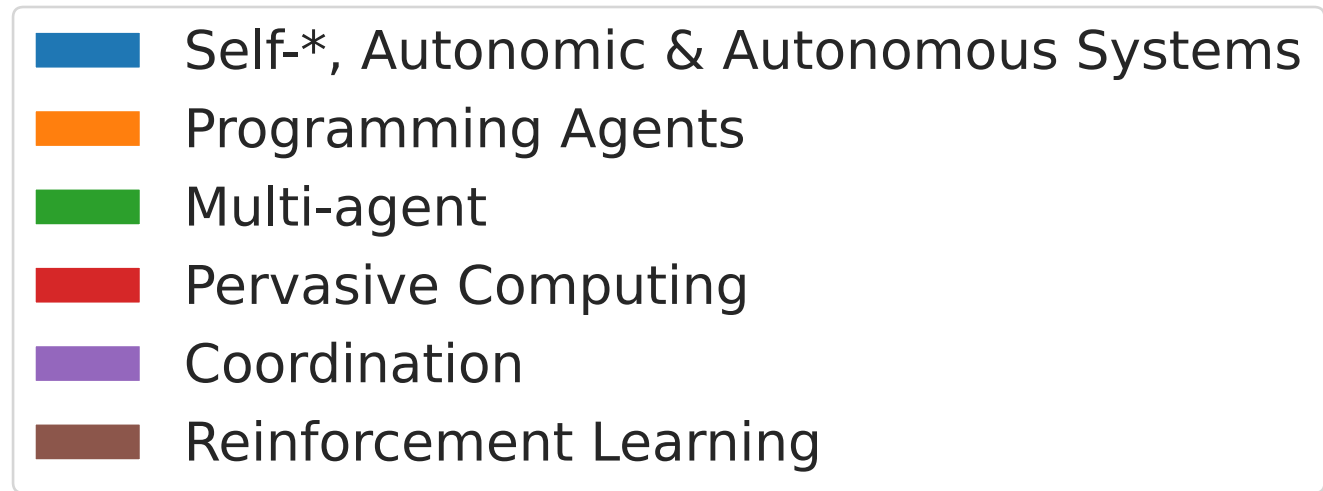 Self-*, Autonomic & Autonomous Systems
Programming Agents
Multi-agent
Pervasive Computing
Coordination
Reinforcement Learning